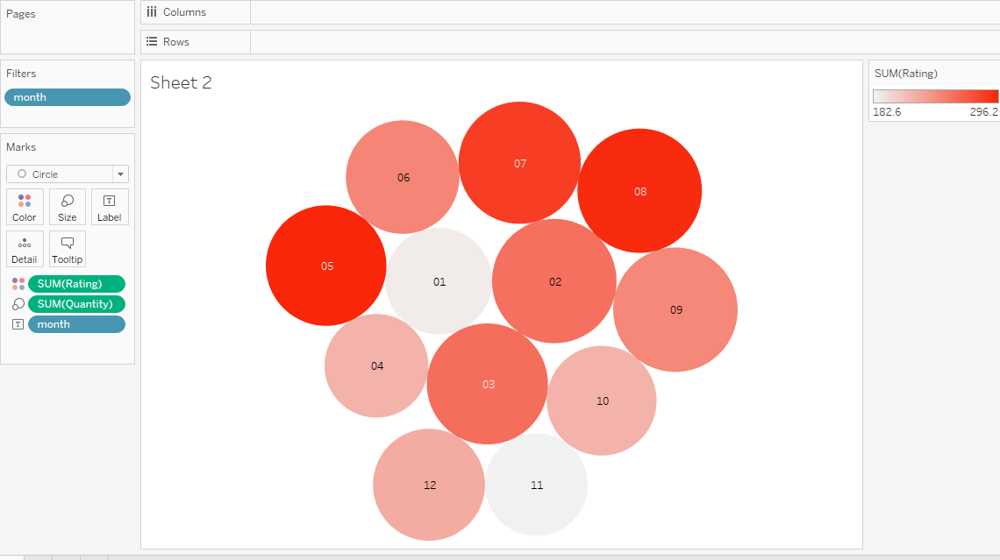 Pages
Columns
Rows
Filters
month
Marks
Circle
Color Size Label
Detail Tooltip
SUM(Rating)
SUM(Quantity)
month
Sheet 2
06
07
08
05
01
02
09
04
03
10
12
11
SUM(Rating)
182.6 296.2